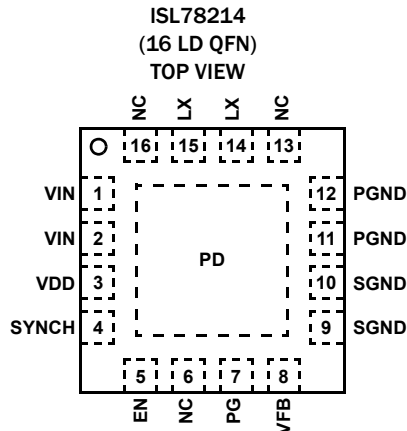 ISL78214
(16 LD QFN)
TOP VIEW
NC
LX
LX
NC
16
15
14
13
VIN
1
12
PGND
VIN
2
11
PGND
VDD
3
PD
10
SGND
SYNCH
4
9
SGND
5
6
7
8
EN
NC
PG
VFB